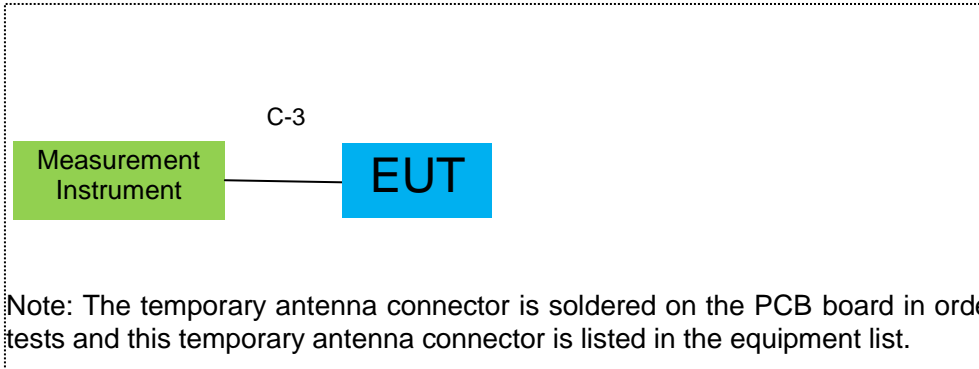 C-3
Measurement
Instrument
EUT
Note: The temporary antenna connector is soldered on the PCB board in
tests and this temporary antenna connector is listed in the equipment list.